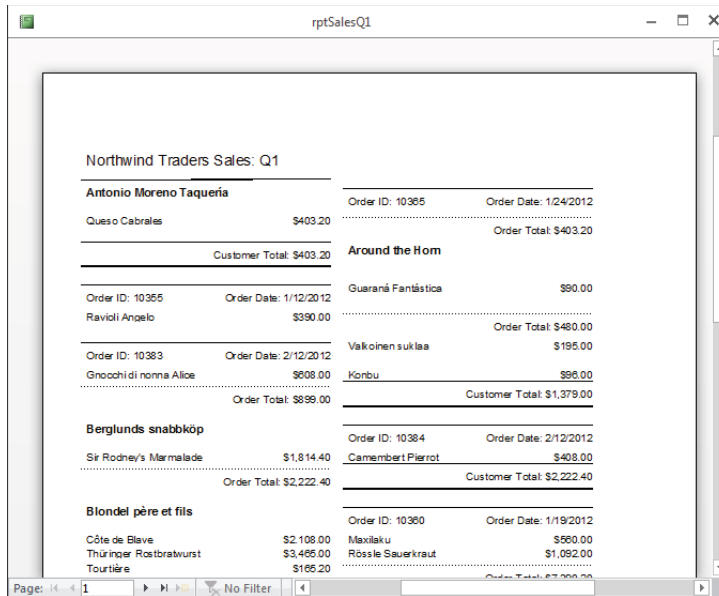 rptSalesQ1
Northwind Traders Sales: Q1
Antonio Moreno Taquería
Queso Cabrales $403.20
Customer Total: $403.20
Order ID: 10355 Order Date: 1/12/2012
Ravioli Angelo $390.00
Order ID: 10383 Order Date: 2/12/2012
Gnocchi di nonna Alice $608.00
Order Total: $899.00
Berglunds snabbköp
Sir Rodney's Marmalade $1,814.40
Order Total: $2,222.40
Blondel père et fils
Côte de Blave $2.108.00
Thüringer Rostbratwurst $3,465.00
Tourtière $165.20
Order ID: 10365 Order Date: 1/24/2012
Order Total: $403.20
Around the Horn
Guaraná Fantástica $90.00
Order Total: $480.00
Valkoinen suklaa $195.00
Konbu $96.00
Customer Total: $1,379.00
Order ID: 10384 Order Date: 2/12/2012
Camembert Pierrot $408.00
Customer Total: $2,222.40
Order ID: 10360 Order Date: 1/19/2012
Maxilaku $560.00
Rössle Sauerkraut $1,092.00
Order Total:
Page: 1 No Filter